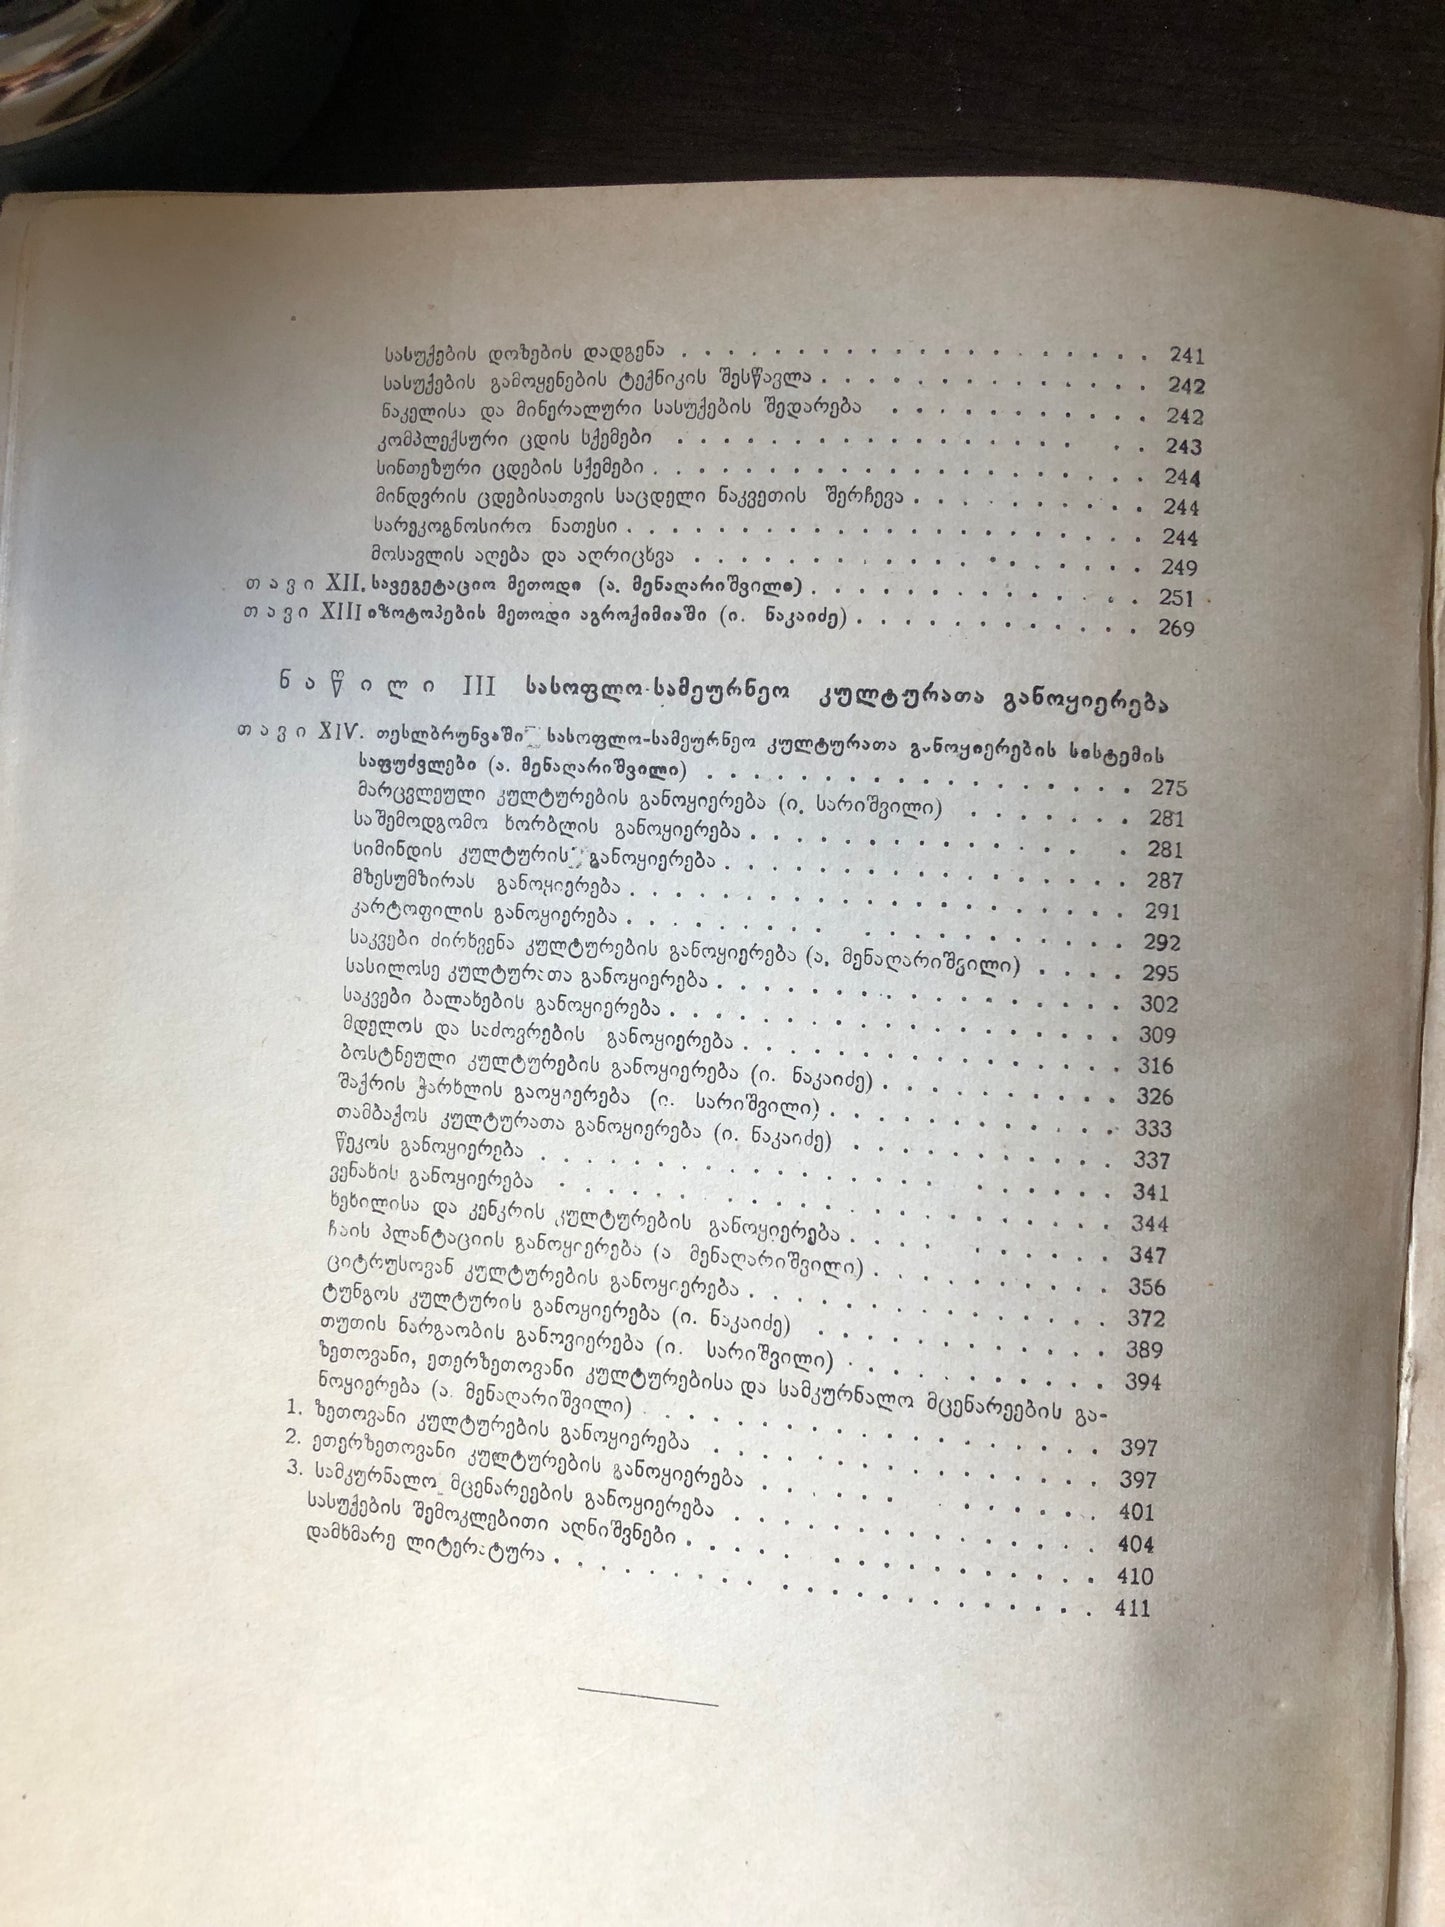 სასუქების დოზების დადგენა . . . . . . . . . . . . . . . . . . . . 241
სასუქების გამოყენების ტექნიკის შესწავლა . . . . . . . . . . . . . . . 242
ნაკელისა და მინერალური სასუქების შედარება . . . . . . . . . . . . . 242
კომპლექსური ცდის სქემები . . . . . . . . . . . . . . . . . . . 243
სინთეზური ცდების სქემები . . . . . . . . . . . . . . . . . . . . 244
მინდვრის ცდებისათვის საცდელი ნაკვეთის შერჩევა . . . . . . . . . . 244
სარეკოგნოსირო ნათესი . . . . . . . . . . . . . . . . . . . . . 244
მოსავლის აღება და აღრიცხვა . . . . . . . . . . . . . . . . . . 249
თავი XII. სავეგეტაციო მეთოდი (ა. მენაღარიშვილი) . . . . . . . . . . . . . 251
თავი XIII იზოტოპების მეთოდი აგროქიმიაში (ი. ნაკაიძე) . . . . . . . . . . . . 269
ნაწილი III სასოფლო-სამეურნეო კულტურათა განოყიერება
თავი XIV. თესლბრუნვაში სასოფლო-სამეურნეო კულტურათა განოყიერების სისტემის
საფუძვლები (ა. მენაღარიშვილი) . . . . . . . . . . . . . . . . . . 275
მარცვლეული კულტურების განოყიერება (ი. სარიშვილი) . . . . . . . 281
საშემოდგომო ხორბლის განოყიერება . . . . . . . . . . . . . . . 281
სიმინდის კულტურის განოყიერება . . . . . . . . . . . . . . . . . 287
მზესუმზირას განოყიერება . . . . . . . . . . . . . . . . . . . . 291
კარტოფილის განოყიერება . . . . . . . . . . . . . . . . . . . . 292
საკვები ძირხვენა კულტურების განოყიერება (ა. მენაღარიშვილი) . . . . 295
სასილოსე კულტურათა განოყიერება . . . . . . . . . . . . . . . . 302
საკვები ბალახების განოყიერება . . . . . . . . . . . . . . . . . . 309
მდელოს და საძოვრების განოყიერება . . . . . . . . . . . . . . . 316
ბოსტნეული კულტურების განოყიერება (ი. ნაკაიძე) . . . . . . . . . 326
შაქრის ჭარხლის გაოყიერება (ი. სარიშვილი) . . . . . . . . . . . . 333
თამბაქოს კულტურათა განოყიერება (ი. ნაკაიძე) . . . . . . . . . . . 337
წეკოს განოყიერება . . . . . . . . . . . . . . . . . . . . . . . 341
ვენახის განოყიერება . . . . . . . . . . . . . . . . . . . . . . 344
ხეხილისა და კენკრის კულტურების განოყიერება . . . . . . . . . . 347
ჩაის პლანტაციის განოყიერება (ა მენაღარიშვილი) . . . . . . . . . . 356
ციტრუსოვან კულტურების განოყიერება . . . . . . . . . . . . . . . 372
ტუნგოს კულტურის განოყიერება (ი. ნაკაიძე) . . . . . . . . . . . . 389
თუთის ნარგაობის განოვიერება (ი. სარიშვილი) . . . . . . . . . . . 394
ზეთოვანი, ეთერზეთოვანი კულტურებისა და სამკურნალო მცენარეების გა-
ნოყიერება (ა. მენაღარიშვილი) . . . . . . . . . . . . . . . . . . 397
1. ზეთოვანი კულტურების განოყიერება . . . . . . . . . . . . . . . . 397
2. ეთერზეთოვანი კულტურების განოყიერება . . . . . . . . . . . . . . 401
3. სამკურნალო მცენარეების განოყიერება . . . . . . . . . . . . . . . 404
სასუქების შემოკლებითი აღნიშვნები . . . . . . . . . . . . . . . . . 410
დამხმარე ლიტერატურა . . . . . . . . . . . . . . . . . . . . . . 411